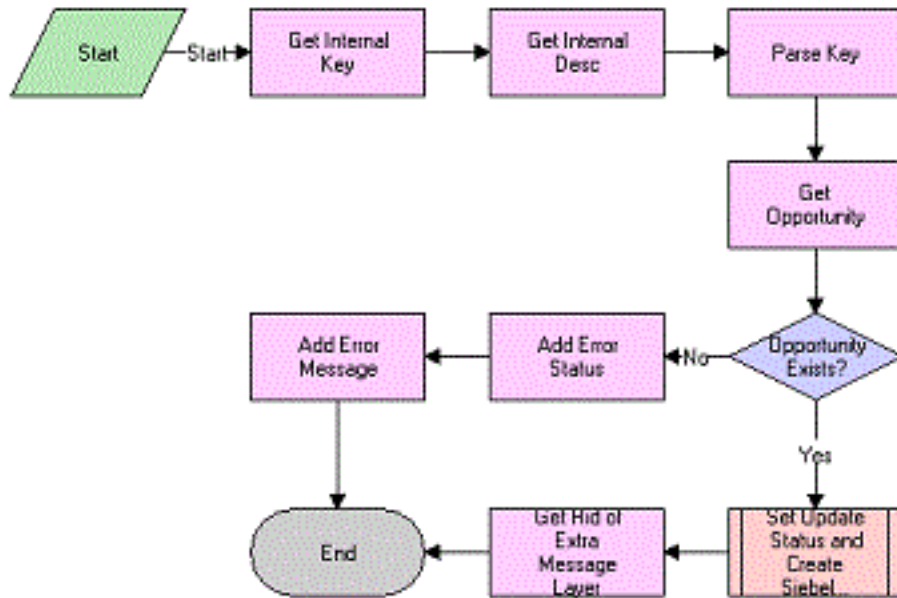 Start
Start
Get Internal
Key
Get Internal
Desc
Parse Key
Get
Opportunity
Opportunity
Exists?
No
Add Error
Status
Add Error
Message
Yes
Set Update
Status and
Create
Siebel...
Get Rid of
Extra
Message
Layer
End